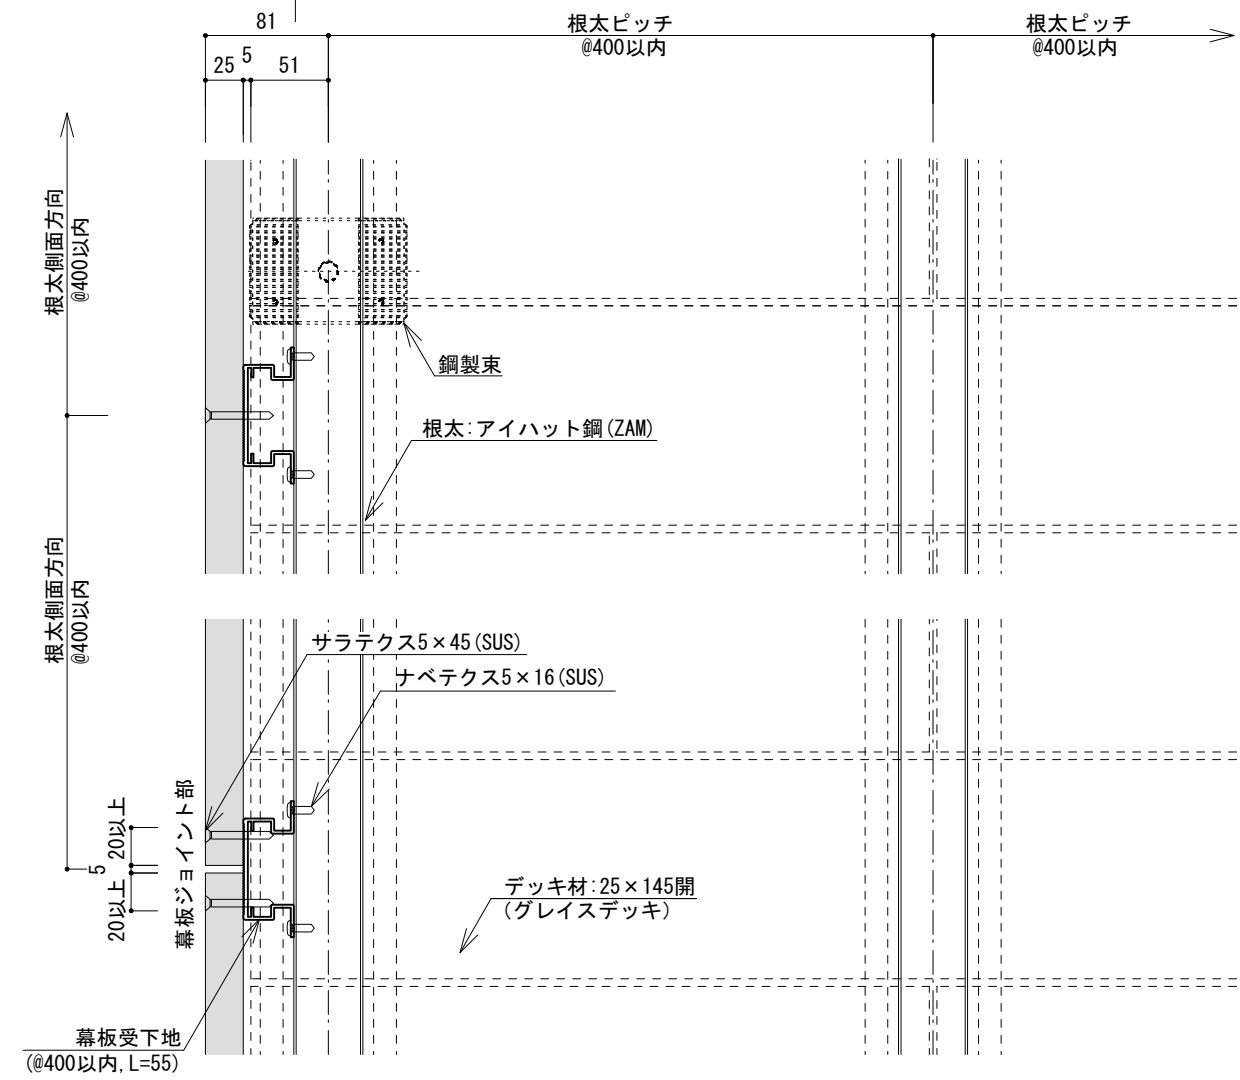 81
根太ピッチ
@400以内
根太ピッチ
@400以内
25
5
51
根太側面方向
@400以内
鋼製束
根太:アイハット鋼(ZAM)
根太側面方向
@400以内
サラテクス5×45(SUS)
ナベテクス5×16(SUS)
20以上
5
20以上
幕板ジョイント部
デッキ材:25×145開
(グレイスデッキ)
幕板受下地
(@400以内,L=55)